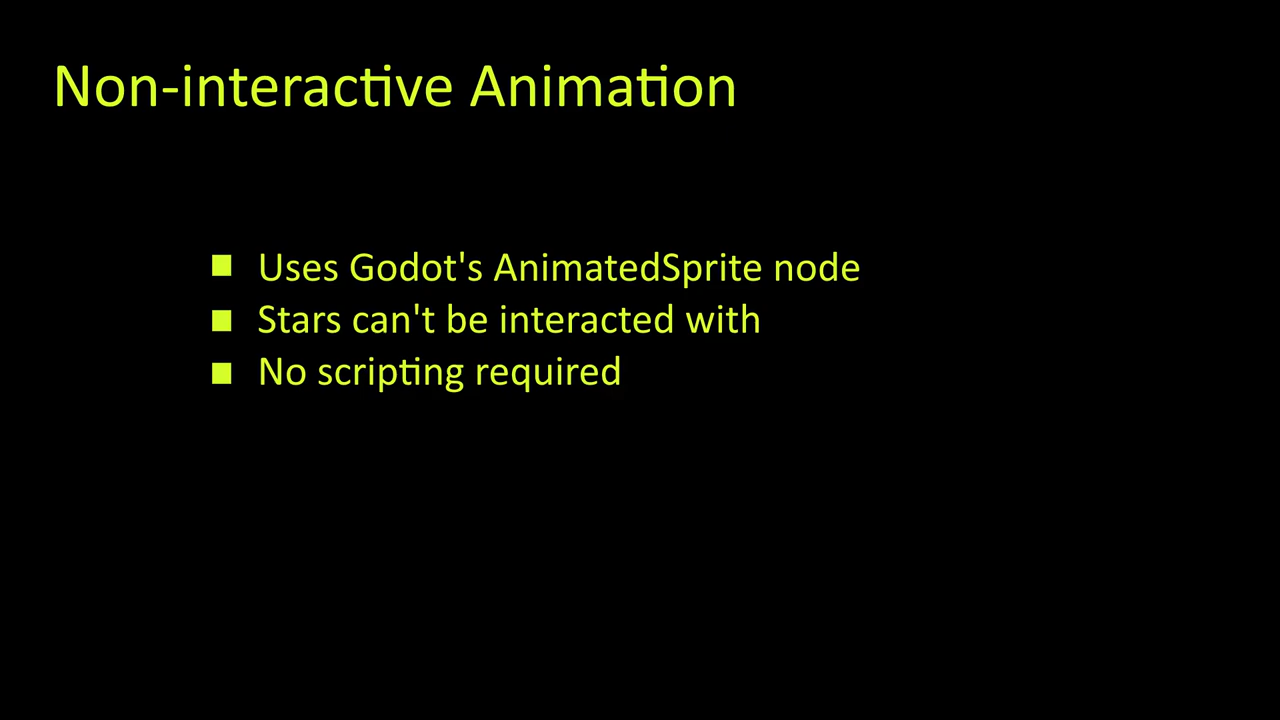 Non-interactive Animation
Uses Godot's AnimatedSprite node
Stars can't be interacted with
No scripting required